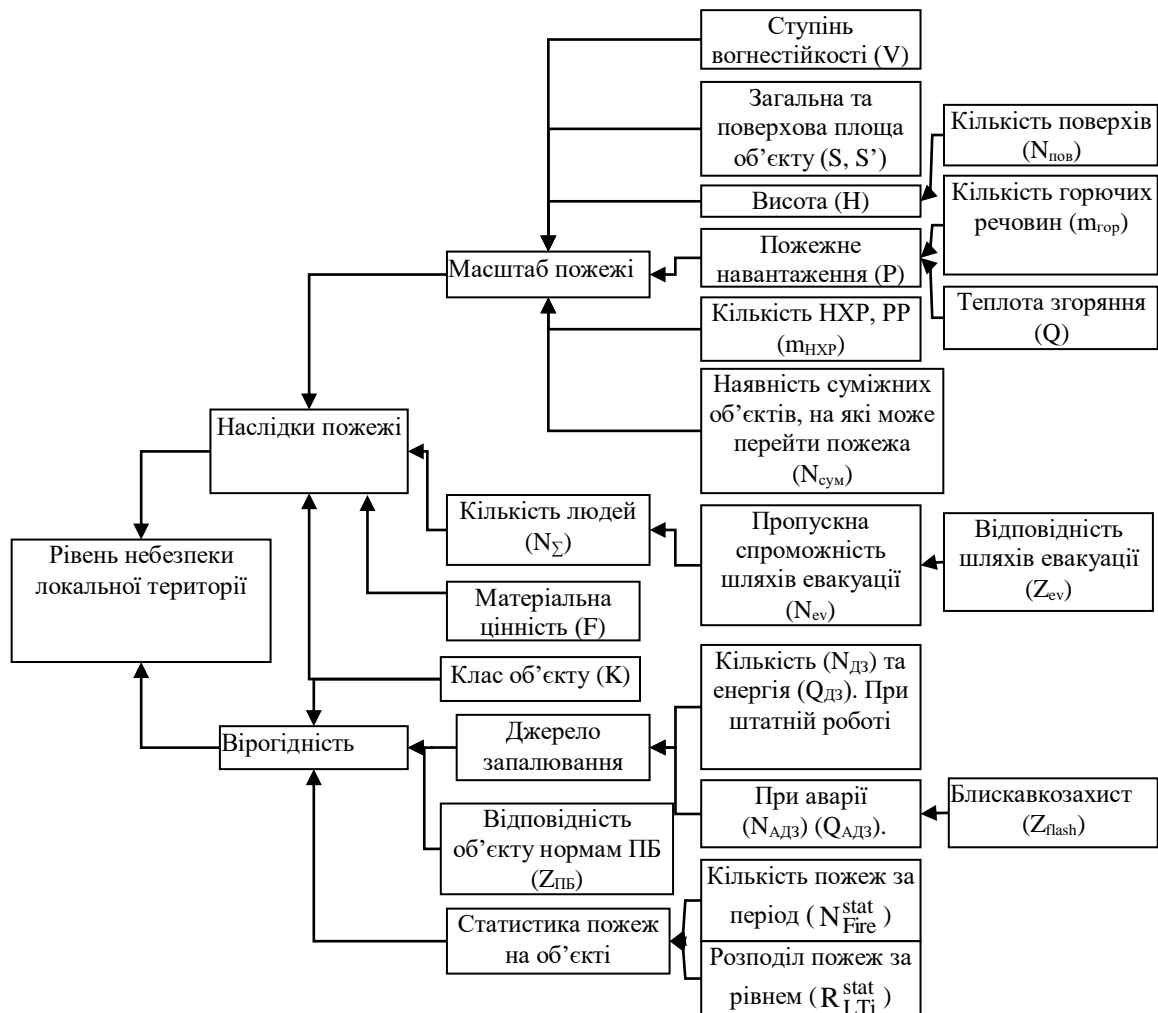 Ступінь
вогнестійкості (V)
Загальна та
поверхова площа
об’єкту (S, S’)
Кількість поверхів
(Nпов)
Висота (H)
Кількість горючих
речовин (mгор)
Масштаб пожежі
Пожежне
навантаження (P)
Теплота згоряння
(Q)
Кількість НХР, РР
(mНХР)
Наявність суміжних
об’єктів, на які може
перейти пожежа
(Nсум)
Наслідки пожежі
Кількість людей
(N∑)
Пропускна
спроможність
шляхів евакуації
(Nev)
Відповідність
шляхів евакуації
(Zev)
Рівень небезпеки
локальної території
Матеріальна
цінність (F)
Клас об’єкту (K)
Кількість (NДЗ) та
енергія (QДЗ). При
штатній роботі
Вірогідність
Джерело
запалювання
При аварії
(NАДЗ) (QАДЗ).
Блискавкозахист
(Zflash)
Відповідність
об’єкту нормам ПБ
(ZПБ)
Статистика пожеж
на об’єкті
Кількість пожеж за
період ( N stat Fire )
Розподіл пожеж за
рівнем ( R stat LTi )